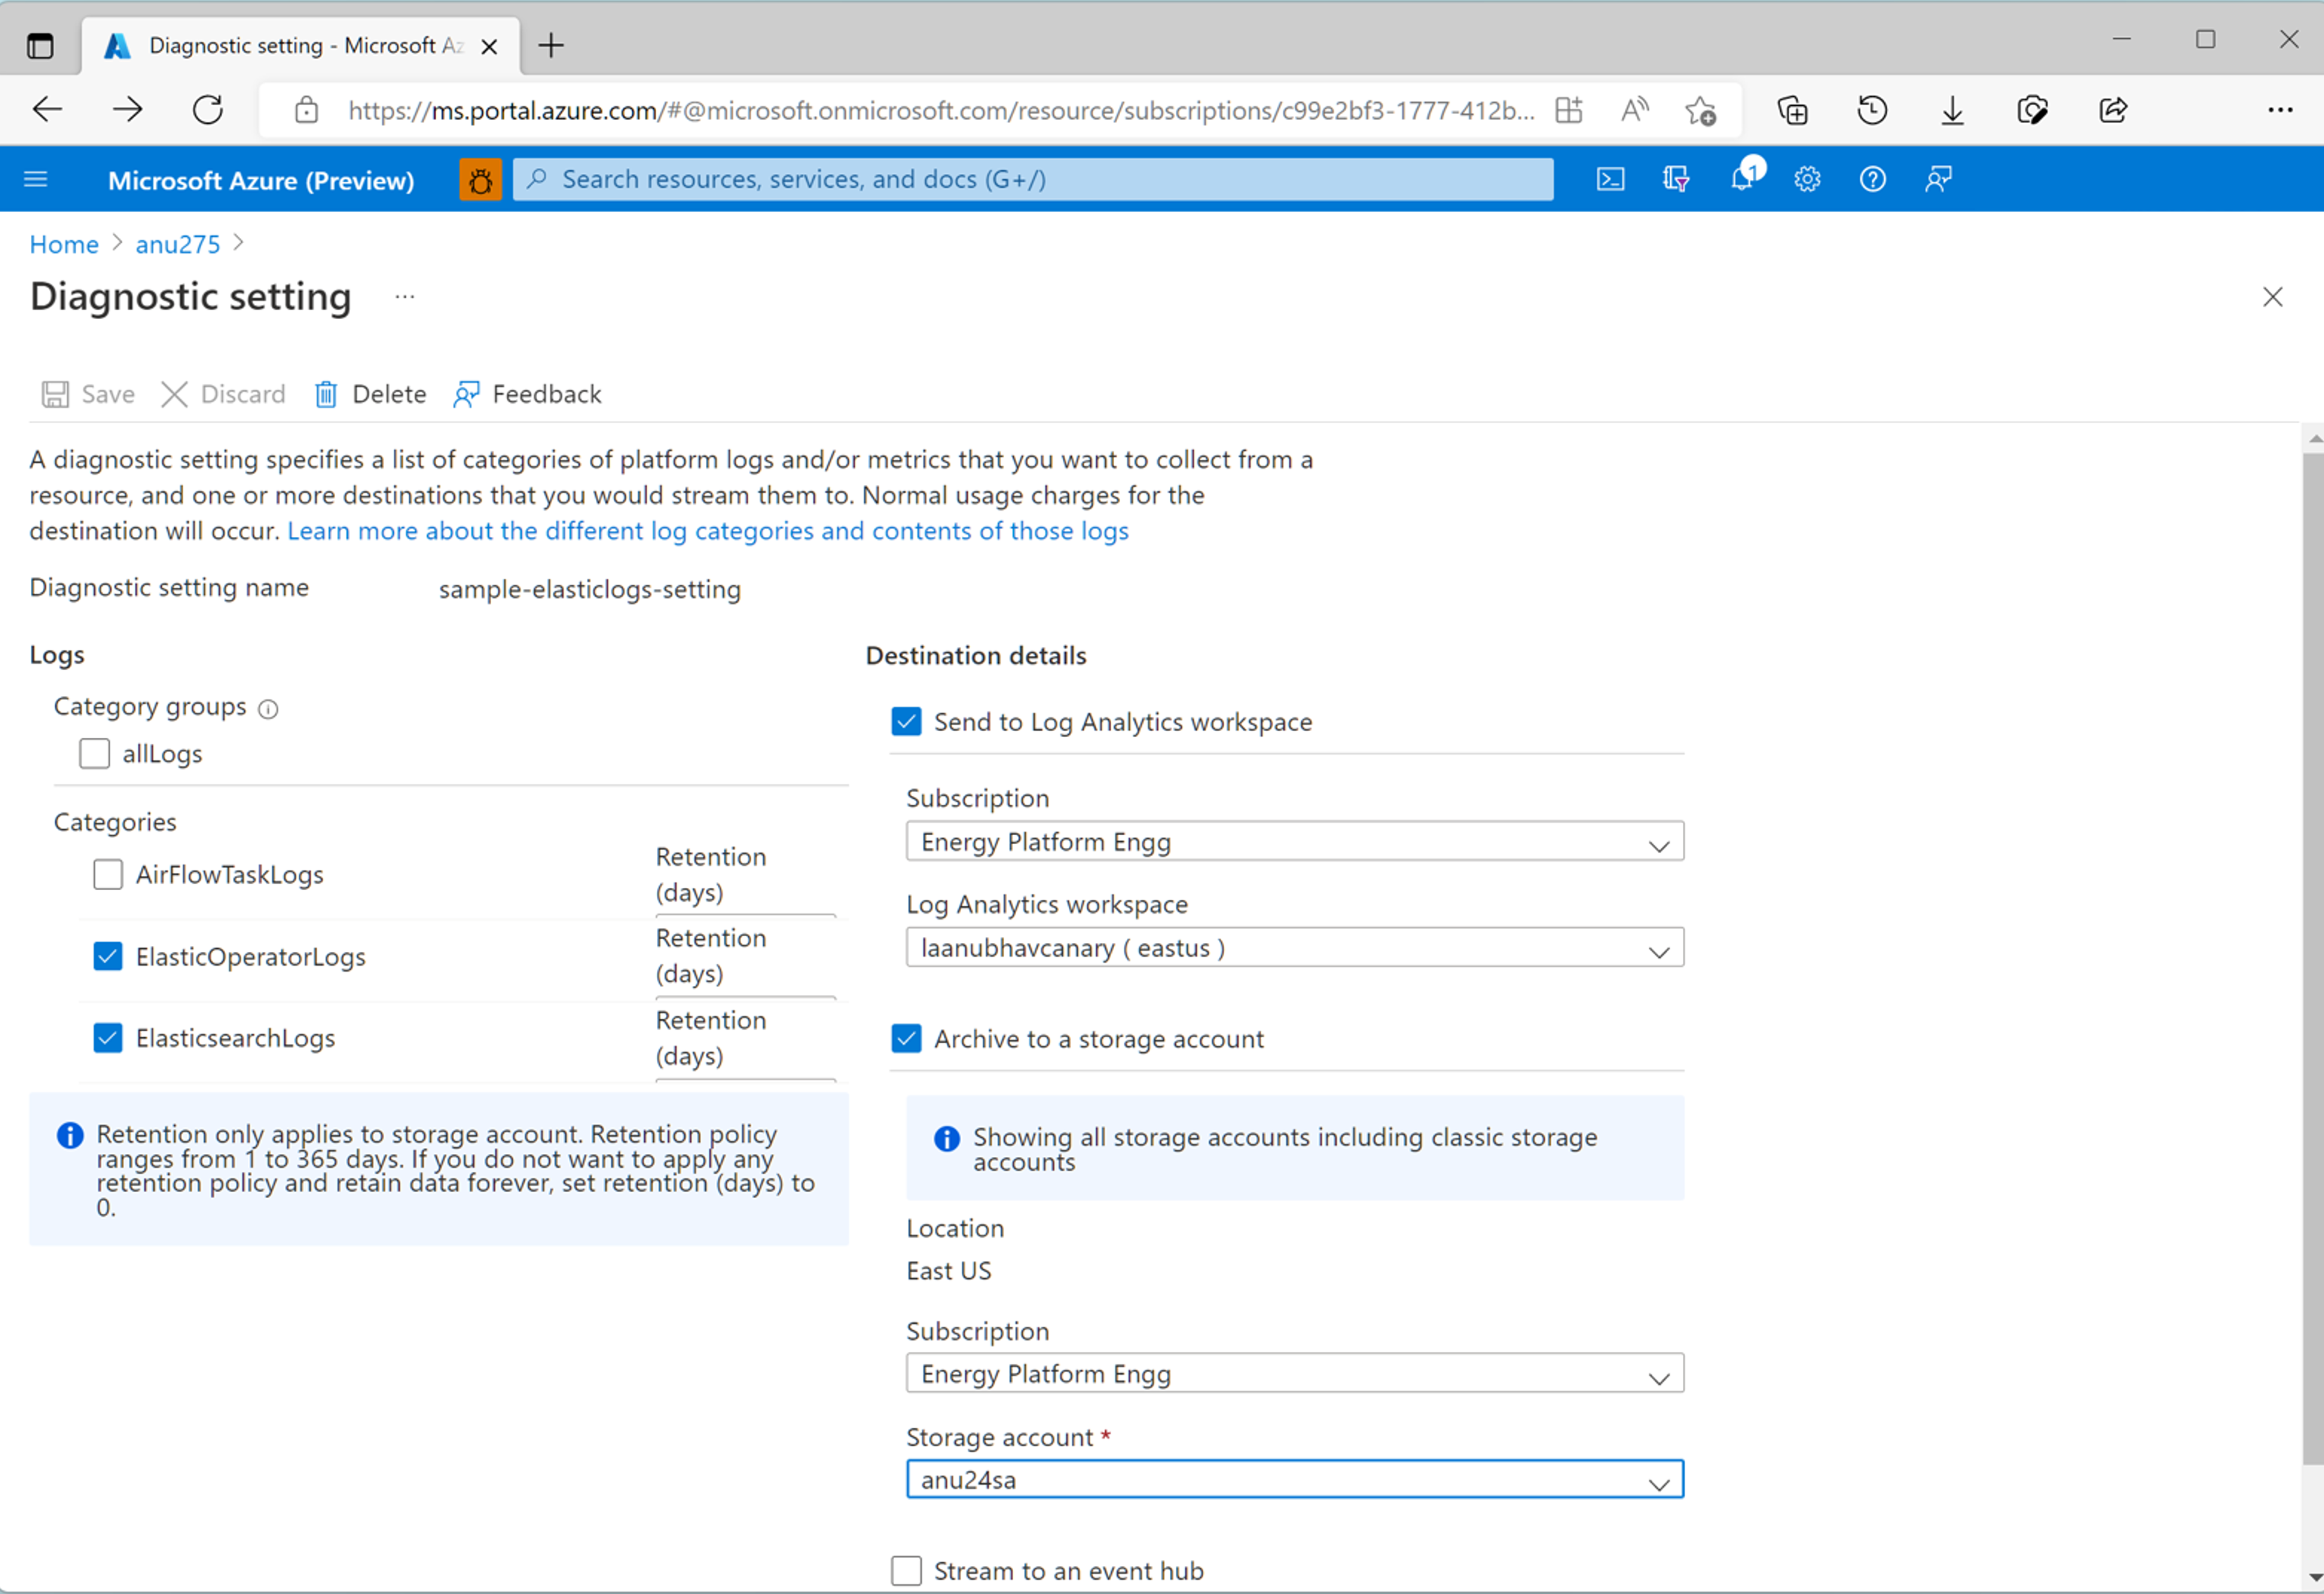 Diagnostic setting - Microsoft Az
https://ms.portal.azure.com/#@microsoft.onmicrosoft.com/resource/subscriptions/c99e2bf3-1777-412b...
Microsoft Azure (Preview)
Search resources, services, and docs (G+/)
1
Home > anu275 >
Diagnostic setting ...
Save Discard Delete Feedback
A diagnostic setting specifies a list of categories of platform logs and/or metrics that you want to collect from a
resource, and one or more destinations that you would stream them to. Normal usage charges for the
destination will occur. Learn more about the different log categories and contents of those logs
Diagnostic setting name sample-elasticlogs-setting
Logs
Category groups
allLogs
Categories
AirFlowTaskLogs
Retention
(days)
ElasticOperatorLogs
Retention
(days)
ElasticsearchLogs
Retention
(days)
Retention only applies to storage account. Retention policy
ranges from 1 to 365 days. If you do not want to apply any
retention policy and retain data forever, set retention (days) to
0.
Destination details
Send to Log Analytics workspace
Subscription
Energy Platform Engg
Log Analytics workspace
laanubhavcanary ( eastus )
Archive to a storage account
Showing all storage accounts including classic storage
accounts
Location
East US
Subscription
Energy Platform Engg
Storage account *
anu24sa
Stream to an event hub